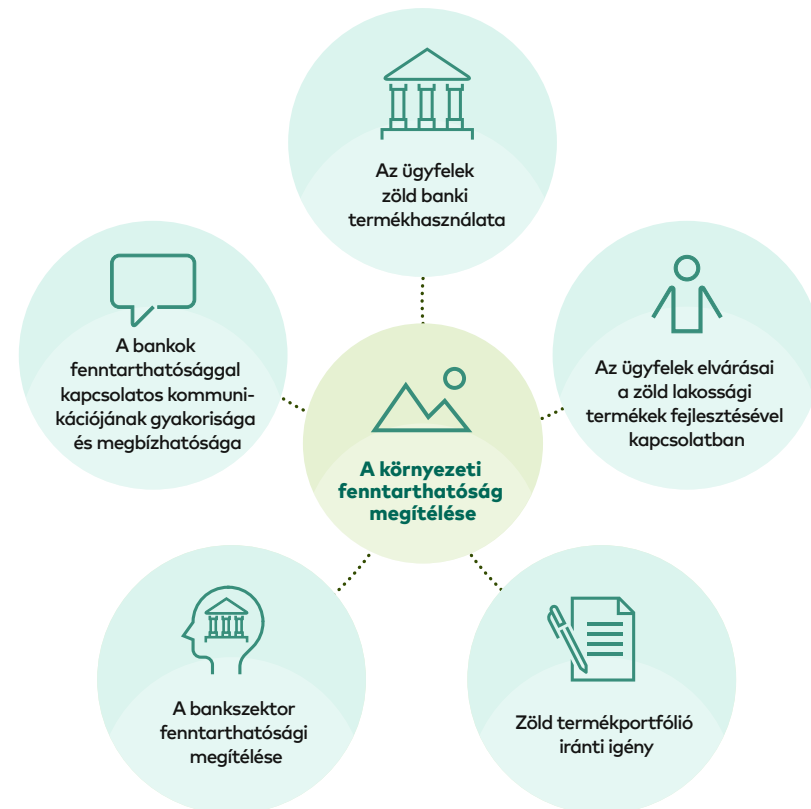 Az ügyfelek
zöld banki
termékhasználata
A bankok
fenntarthatósággal
kapcsolatos kommuni-
kációjának gyakorisága
és megbízhatósága
Az ügyfelek elvárásai
a zöld lakossági
termékek fejlesztésével
kapcsolatban
A környezeti
fenntarthatóság
megítélése
A bankszektor
fenntarthatósági
megítélése
Zöld termékportfólió
iránti igény